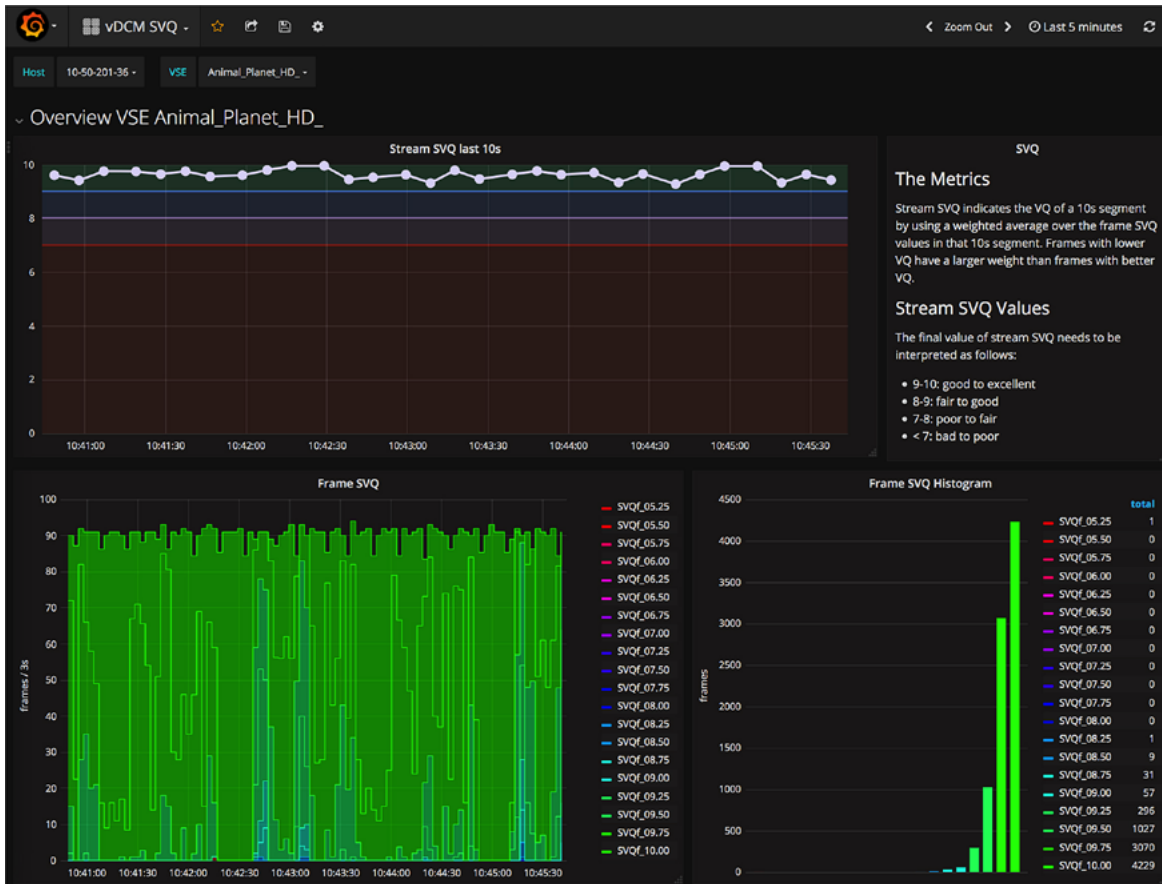 vDCM SVQ
Zoom Out
Last 5 minutes
Host 10-50-201-36 VSE Animal_Planet_HD_
Overview VSE Animal_Planet_HD_
Stream SVQ last 10s
10
8
6
4
2
0
10:41:00 10:41:30 10:42:00 10:42:30 10:43:00 10:43:30 10:44:00 10:44:30 10:45:00 10:45:30
SVQ
The Metrics
Stream SVQ indicates the VQ of a 10s segment
by using a weighted average over the frame SVQ
values in that 10s segment. Frames with lower
VQ have a larger weight than frames with better
VQ.
Stream SVQ Values
The final value of stream SVQ needs to be
interpreted as follows:
• 9-10: good to excellent
• 8-9: fair to good
• 7-8: poor to fair
• < 7: bad to poor
Frame SVQ
frames / 3s
100
90
80
70
60
50
40
30
20
10
0
10:41:00 10:41:30 10:42:00 10:42:30 10:43:00 10:43:30 10:44:00 10:44:30 10:45:00 10:45:30
SVQf_05.25
SVQf_05.50
SVQf_05.75
SVQf_06.00
SVQf_06.25
SVQf_06.50
SVQf_06.75
SVQf_07.00
SVQf_07.25
SVQf_07.50
SVQf_07.75
SVQf_08.00
SVQf_08.25
SVQf_08.50
SVQf_08.75
SVQf_09.00
SVQf_09.25
SVQf_09.50
SVQf_09.75
SVQf_10.00
Frame SVQ Histogram
frames
4500
4000
3500
3000
2500
2000
1500
1000
500
0
total
SVQf_05.25 1
SVQf_05.50 0
SVQf_05.75 0
SVQf_06.00 0
SVQf_06.25 0
SVQf_06.50 0
SVQf_06.75 0
SVQf_07.00 0
SVQf_07.25 0
SVQf_07.50 0
SVQf_07.75 0
SVQf_08.00 0
SVQf_08.25 1
SVQf_08.50 9
SVQf_08.75 31
SVQf_09.00 57
SVQf_09.25 296
SVQf_09.50 1027
SVQf_09.75 3070
SVQf_10.00 4229